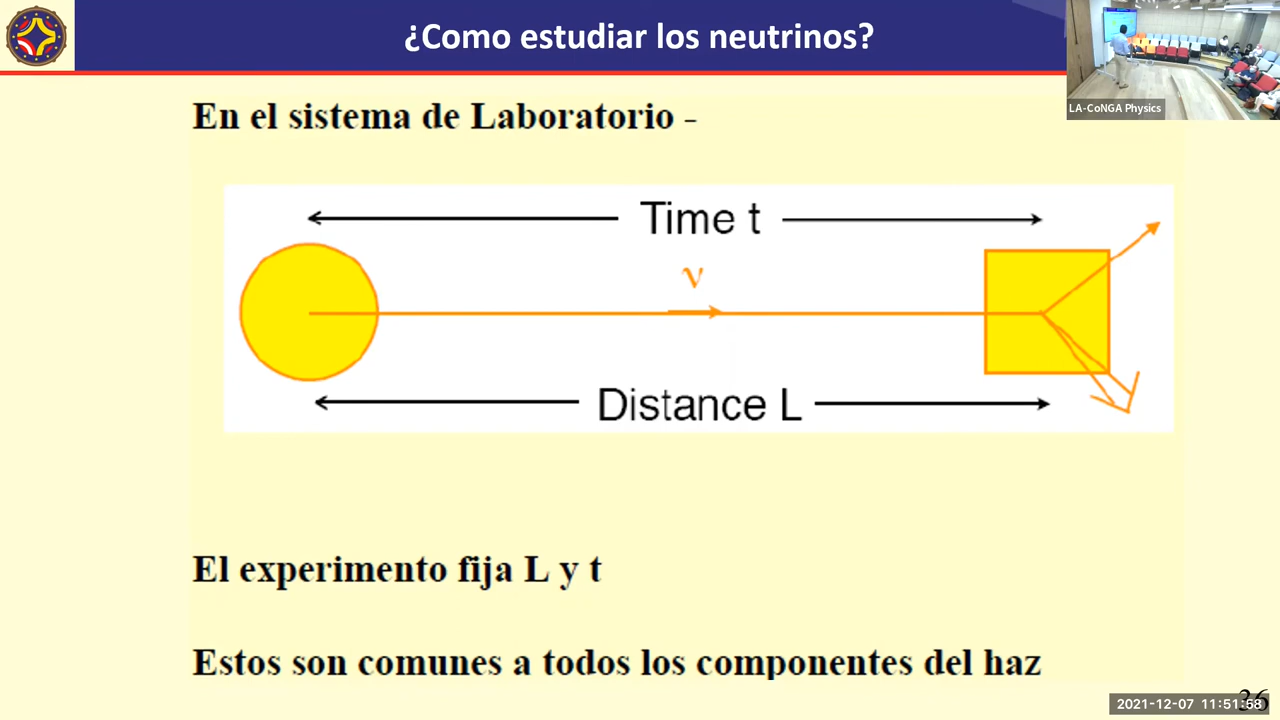 ¿Como estudiar los neutrinos?
LA-CoNGA Physics
En el sistema de Laboratorio -
Time t
ν
Distance L
El experimento fija L y t
Estos son comunes a todos los componentes del haz
36
2021-12-07 11:51:58